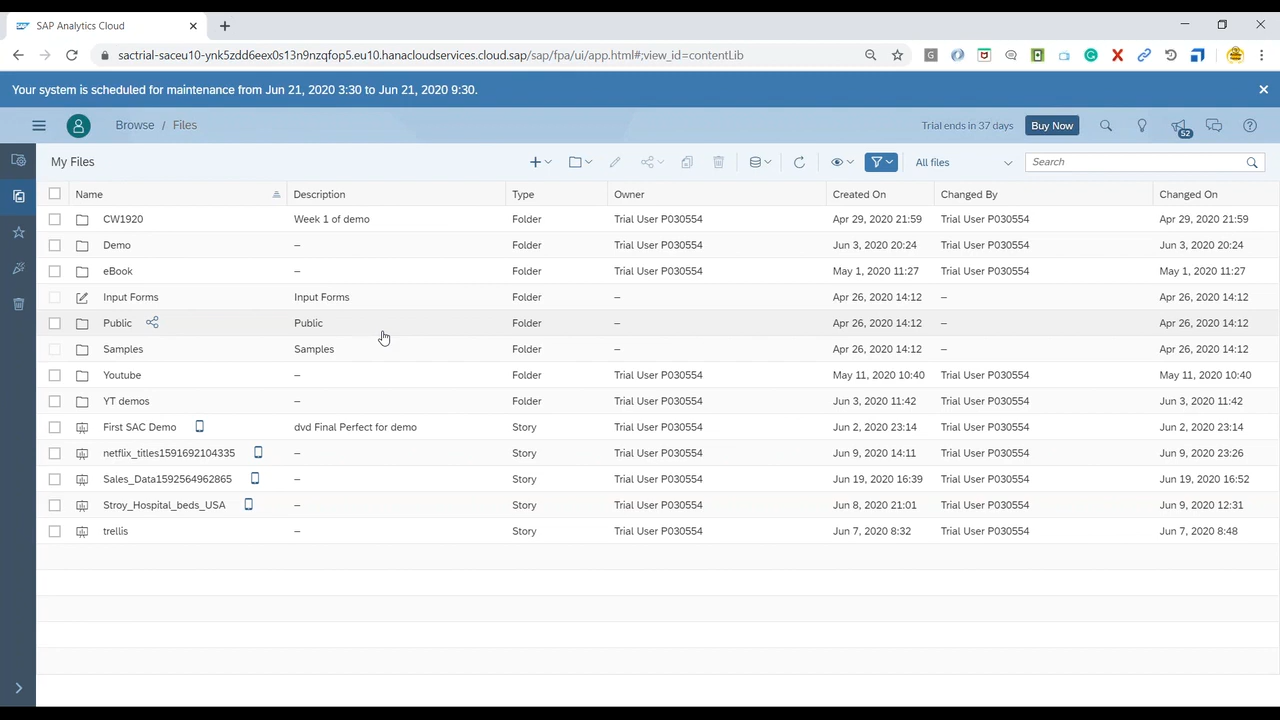 SAP Analytics Cloud
sactrial-saceu10-ynk5zdd6eex0s13n9nzqfop5.eu10.hanacloudservices.cloud.sap/sap/fpa/ui/app.html#;view_id=contentLib
Your system is scheduled for maintenance from Jun 21, 2020 3:30 to Jun 21, 2020 9:30.
Browse / Files Trial ends in 37 days Buy Now 52
My Files All files Search
Name Description Type Owner Created On Changed By Changed On
CW1920 Week 1 of demo Folder Trial User P030554 Apr 29, 2020 21:59 Trial User P030554 Apr 29, 2020 21:59
Demo – Folder Trial User P030554 Jun 3, 2020 20:24 Trial User P030554 Jun 3, 2020 20:24
eBook – Folder Trial User P030554 May 1, 2020 11:27 Trial User P030554 May 1, 2020 11:27
Input Forms Input Forms Folder – Apr 26, 2020 14:12 – Apr 26, 2020 14:12
Public Public Folder – Apr 26, 2020 14:12 – Apr 26, 2020 14:12
Samples Samples Folder – Apr 26, 2020 14:12 – Apr 26, 2020 14:12
Youtube – Folder Trial User P030554 May 11, 2020 10:40 Trial User P030554 May 11, 2020 10:40
YT demos – Folder Trial User P030554 Jun 3, 2020 11:42 Trial User P030554 Jun 3, 2020 11:42
First SAC Demo dvd Final Perfect for demo Story Trial User P030554 Jun 2, 2020 23:14 Trial User P030554 Jun 2, 2020 23:14
netflix_titles1591692104335 – Story Trial User P030554 Jun 9, 2020 14:11 Trial User P030554 Jun 9, 2020 23:26
Sales_Data1592564962865 – Story Trial User P030554 Jun 19, 2020 16:39 Trial User P030554 Jun 19, 2020 16:52
Stroy_Hospital_beds_USA – Story Trial User P030554 Jun 8, 2020 21:01 Trial User P030554 Jun 9, 2020 12:31
trellis – Story Trial User P030554 Jun 7, 2020 8:32 Trial User P030554 Jun 7, 2020 8:48